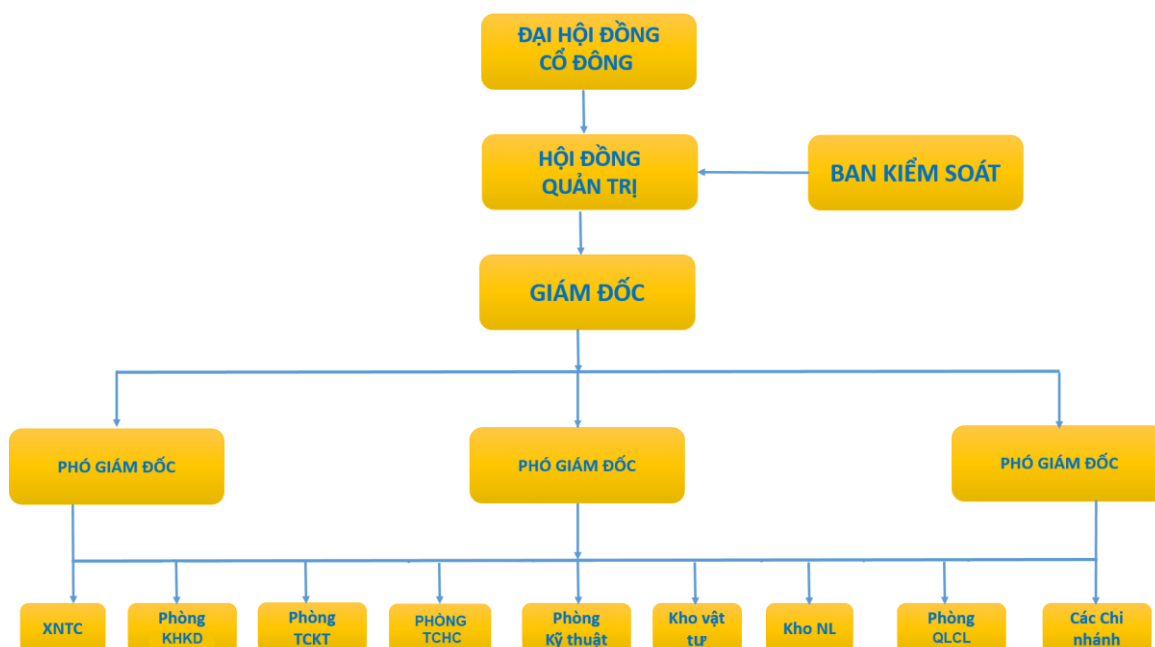 ĐẠI HỘI ĐỒNG
CỔ ĐÔNG
HỘI ĐỒNG
QUẢN TRỊ
BAN KIỂM SOÁT
GIÁM ĐỐC
PHÓ GIÁM ĐỐC
PHÓ GIÁM ĐỐC
PHÓ GIÁM ĐỐC
XNTC
Phòng
KHKD
Phòng
TCKT
PHÒNG
TCHC
Phòng
Kỹ thuật
Kho vật
tư
Kho NL
Phòng
QLCL
Các Chi
nhánh